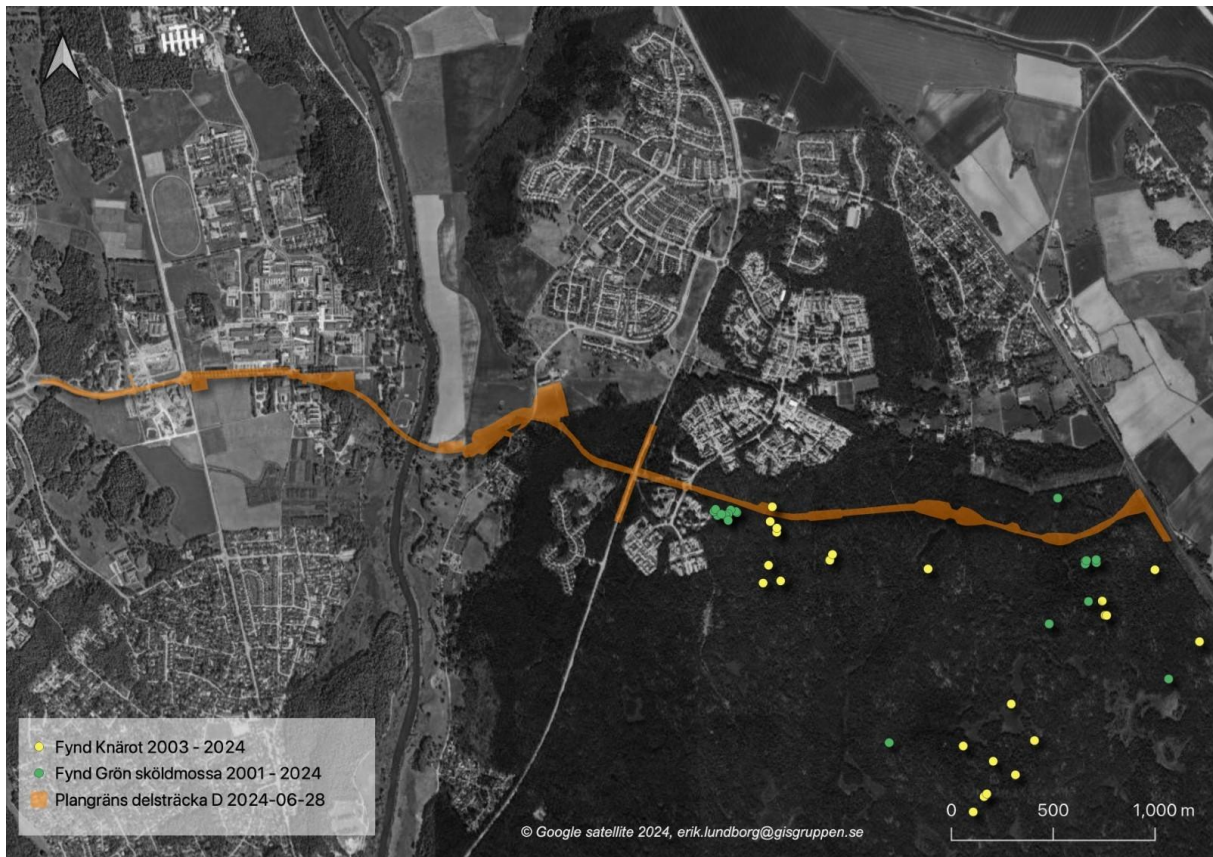 Fynd Knärot 2003 - 2024
Fynd Grön sköldmossa 2001 - 2024
Plangräns delsträcka D 2024-06-28
0 500 1,000 m
© Google satellite 2024, erik.lundborg@gisgruppen.se